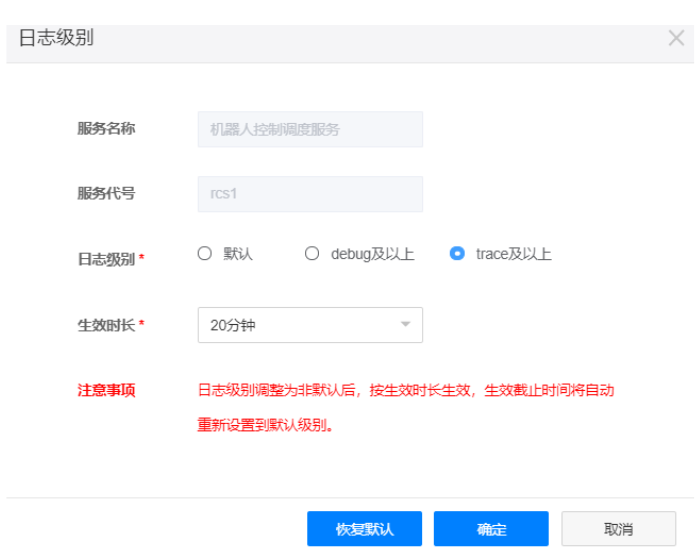 日志级别
服务名称 机器人控制调度服务
服务代号 rcs1
日志级别 * 默认 debug及以上 trace及以上
生效时长 * 20分钟
注意事项 日志级别调整为非默认后，按生效时长生效，生效截止时间将自动
重新设置到默认级别。
恢复默认 确定 取消